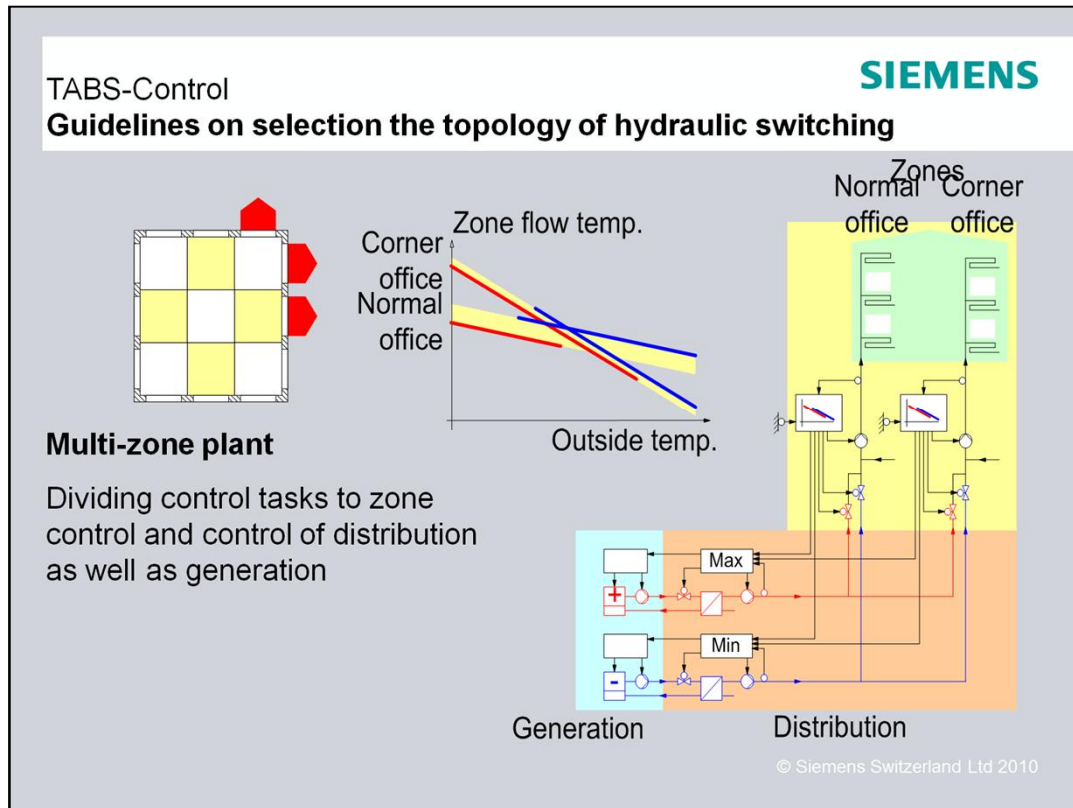 TABS-Control
SIEMENS
Guidelines on selection the topology of hydraulic switching
Zone flow temp.
Corner
office
Normal
office
Outside temp.
Zones
Normal
office
Corner
office
Multi-zone plant
Dividing control tasks to zone
control and control of distribution
as well as generation
Max
+
Min
-
Generation
Distribution
© Siemens Switzerland Ltd 2010